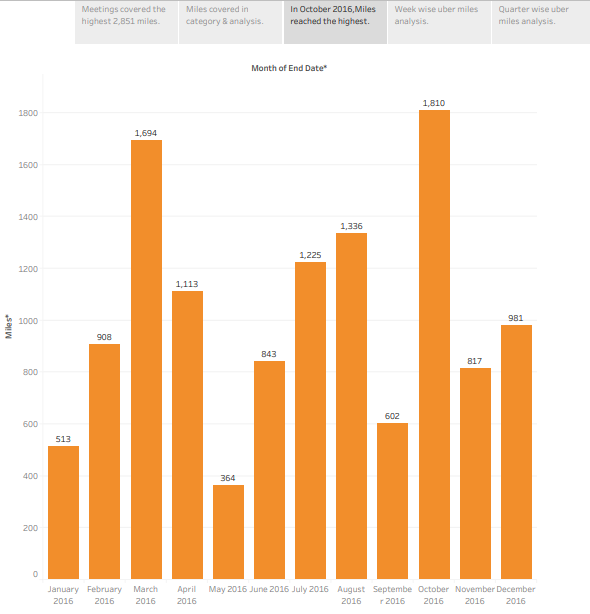 Meetings covered the
highest 2,851 miles.
Miles covered in
category & analysis.
In October 2016,Miles
reached the highest.
Week wise uber miles
analysis.
Quarter wise uber
miles analysis.
Month of End Date*
Miles*
1800
1600
1400
1200
1000
800
600
400
200
0
513
908
1,694
1,113
364
843
1,225
1,336
602
1,810
817
981
January
2016
February
2016
March
2016
April
2016
May 2016
June 2016
July 2016
August
2016
Septembe
r 2016
October
2016
November
2016
December
2016